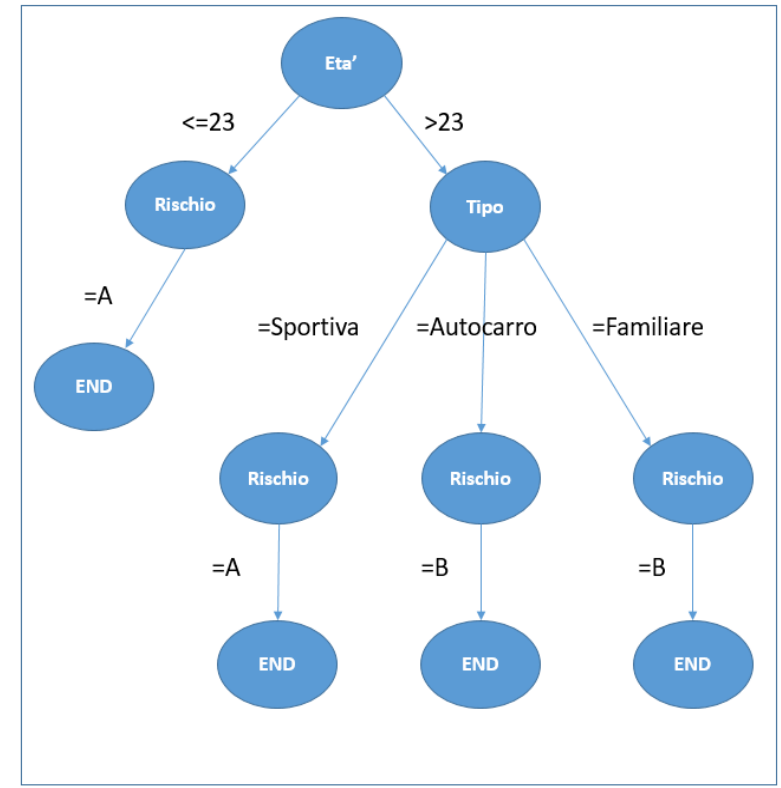 Eta’
<=23
>23
Rischio
Tipo
=A
=Sportiva
=Autocarro
=Familiare
END
Rischio
Rischio
Rischio
=A
=B
=B
END
END
END